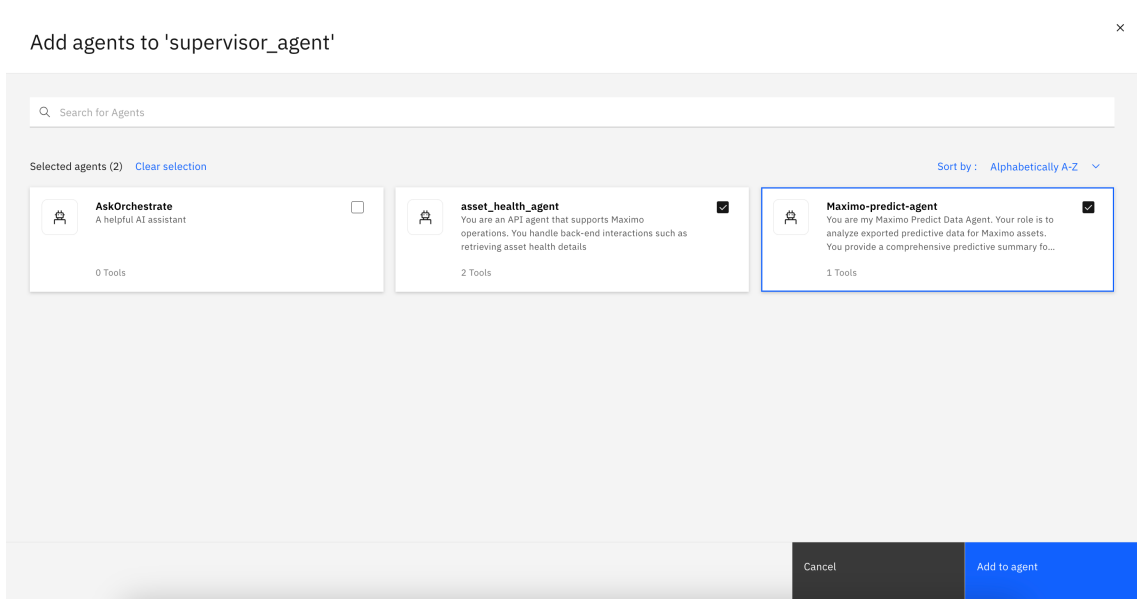 ×
Add agents to 'supervisor_agent'
Search for Agents
Selected agents (2) Clear selection
Sort by : Alphabetically A-Z
AskOrchestrate
A helpful AI assistant
0 Tools
asset_health_agent
You are an API agent that supports Maximo
operations. You handle back-end interactions such as
retrieving asset health details
2 Tools
Maximo-predict-agent
You are my Maximo Predict Data Agent. Your role is to
analyze exported predictive data for Maximo assets.
You provide a comprehensive predictive summary fo...
1 Tools
Cancel
Add to agent